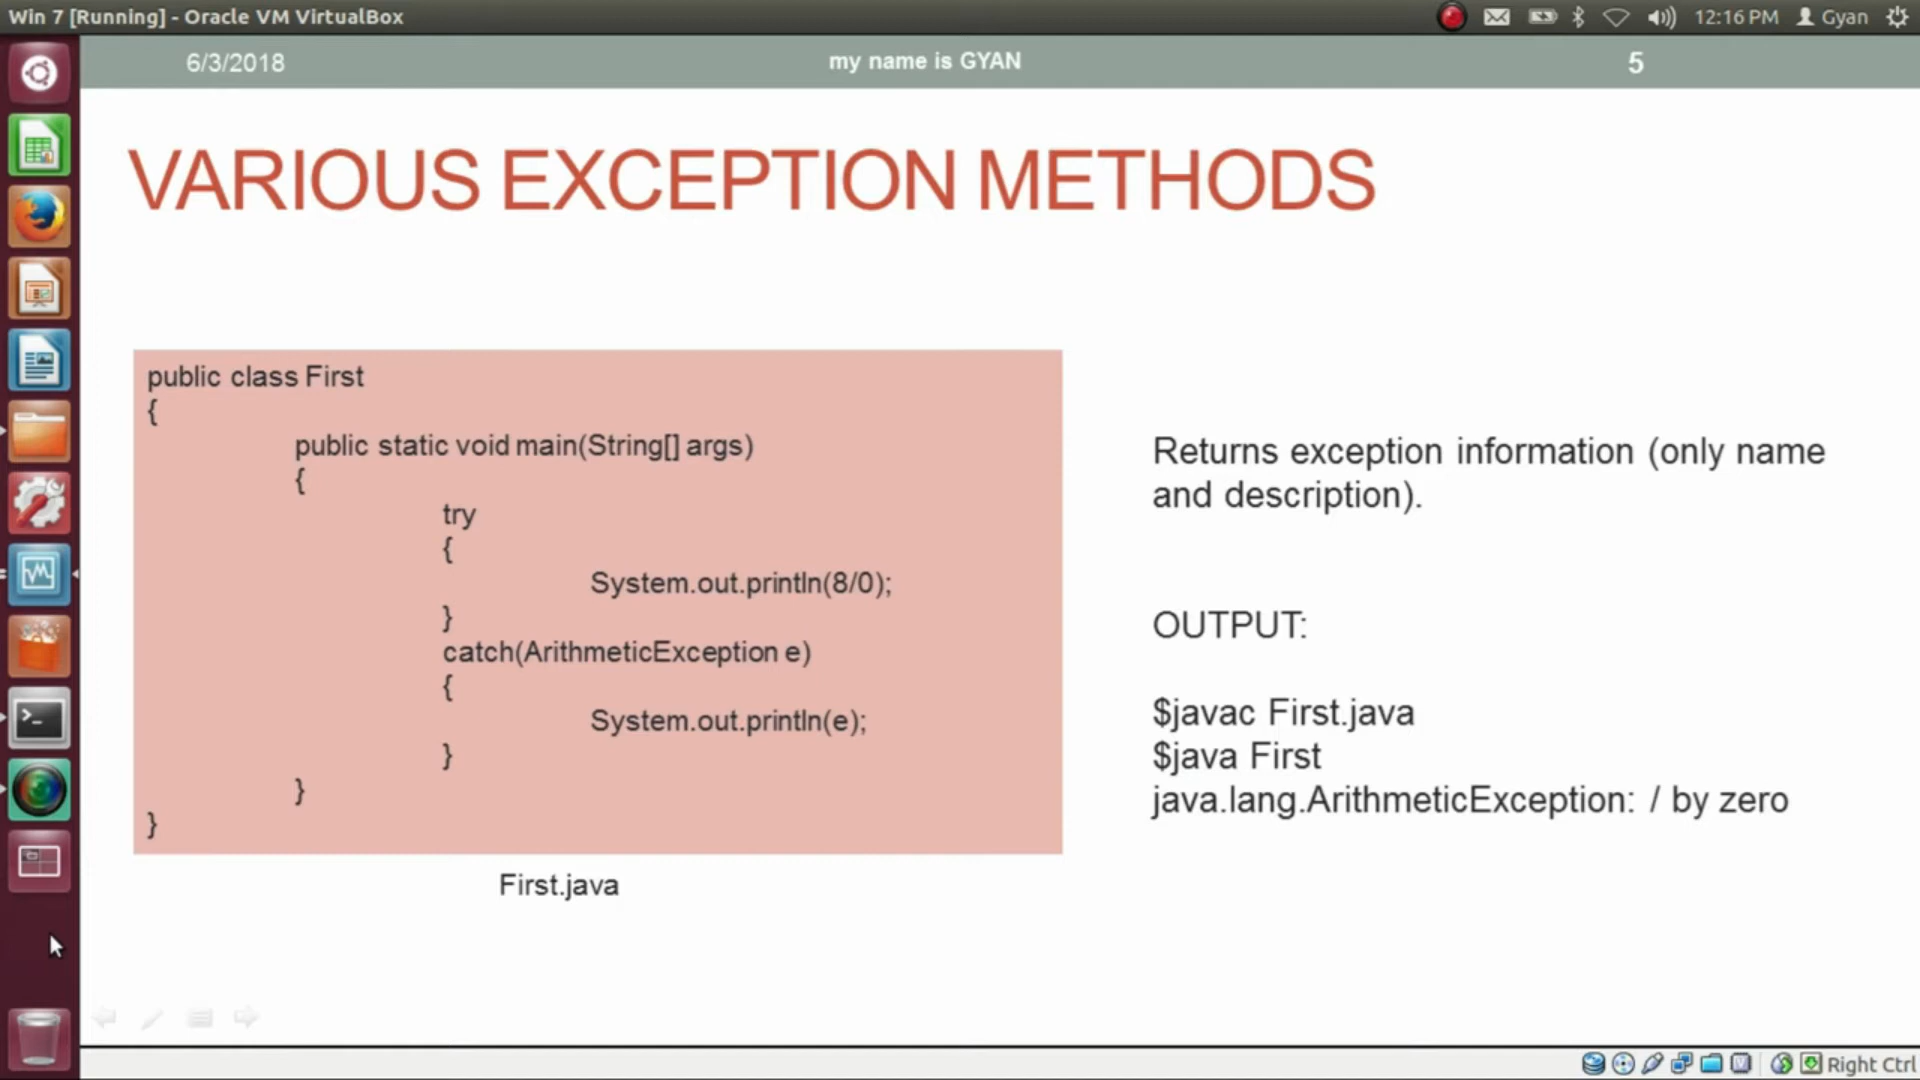 Win 7 [Running] - Oracle VM VirtualBox
12:16 PM Gyan
6/3/2018
my name is GYAN
5
VARIOUS EXCEPTION METHODS
public class First
{
public static void main(String[] args)
{
try
{
System.out.println(8/0);
}
catch(ArithmeticException e)
{
System.out.println(e);
}
}
}
First.java
Returns exception information (only name
and description).
OUTPUT:
$javac First.java
$java First
java.lang.ArithmeticException: / by zero
Right Ctrl